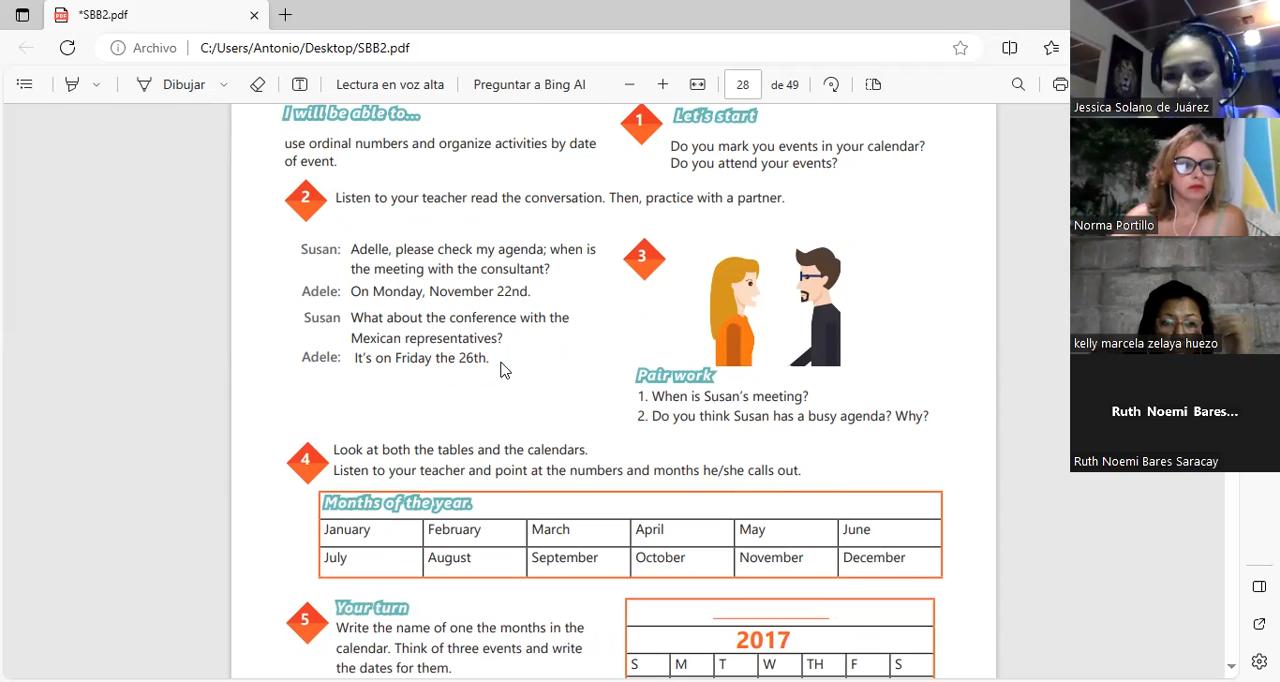 *SBB2.pdf
Archivo
C:/Users/Antonio/Desktop/SBB2.pdf
Dibujar
Lectura en voz alta
Preguntar a Bing AI
28
de 49
I will be able to...
use ordinal numbers and organize activities by date
of event.
1
Let's start
Do you mark you events in your calendar?
Do you attend your events?
2
Listen to your teacher read the conversation. Then, practice with a partner.
Susan: Adelle, please check my agenda; when is
the meeting with the consultant?
Adele: On Monday, November 22nd.
Susan What about the conference with the
Mexican representatives?
Adele: It's on Friday the 26th.
3
Pair work
1. When is Susan's meeting?
2. Do you think Susan has a busy agenda? Why?
4
Look at both the tables and the calendars.
Listen to your teacher and point at the numbers and months he/she calls out.
Months of the year.
January February March April May June
July August September October November December
5
Your turn
Write the name of one the months in the
calendar. Think of three events and write
the dates for them.
2017
S M T W TH F S
Jessica Solano de Juárez
Norma Portillo
kelly marcela zelaya huezo
Ruth Noemi Bares...
Ruth Noemi Bares Saracay